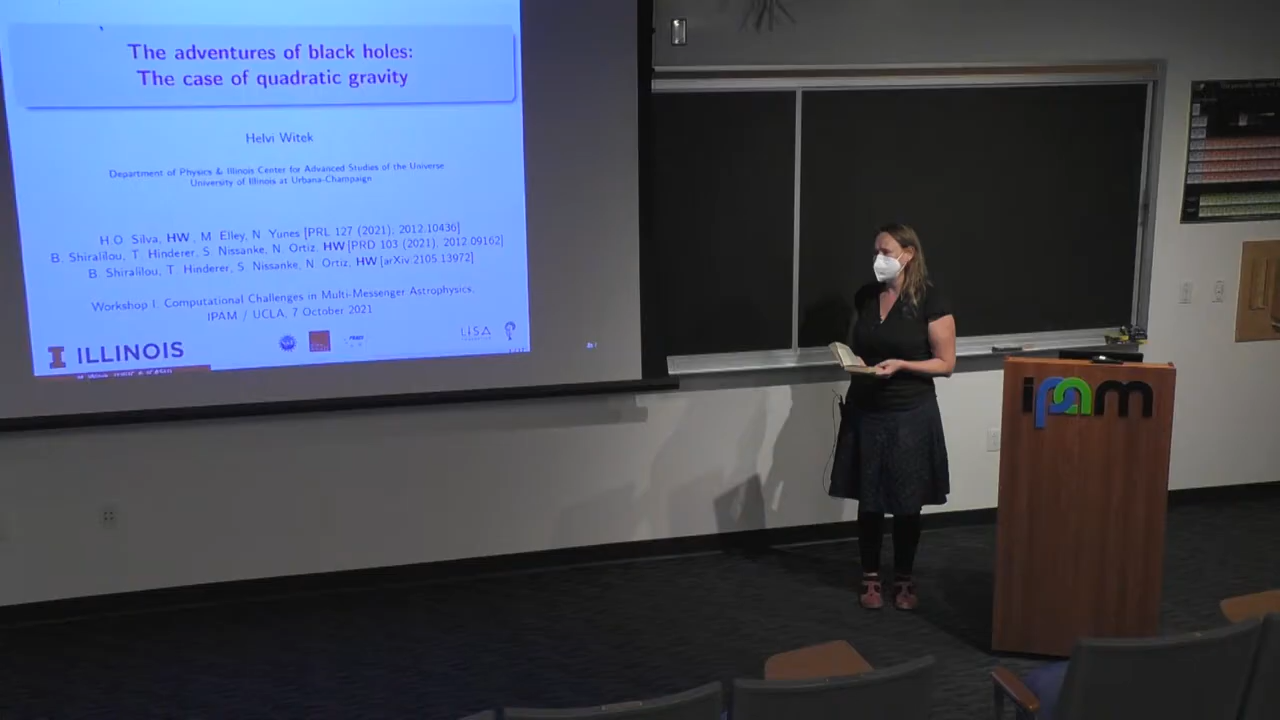 The adventures of black holes:
The case of quadratic gravity
Helvi Witek
Department of Physics & Illinois Center for Advanced Studies of the Universe
University of Illinois at Urbana-Champaign
H.O. Silva, HW, M. Elley, N. Yunes [PRL 127 (2021), 2012.10436]
B. Shiralilou, T. Hinderer, S. Nissanke, N. Ortiz, HW [PRD 103 (2021), 2012.09162]
B. Shiralilou, T. Hinderer, S. Nissanke, N. Ortiz, HW [arXiv:2105.13972]
Workshop I: Computational Challenges in Multi-Messenger Astrophysics,
IPAM / UCLA, 7 October 2021
I ILLINOIS
LISA
ipam